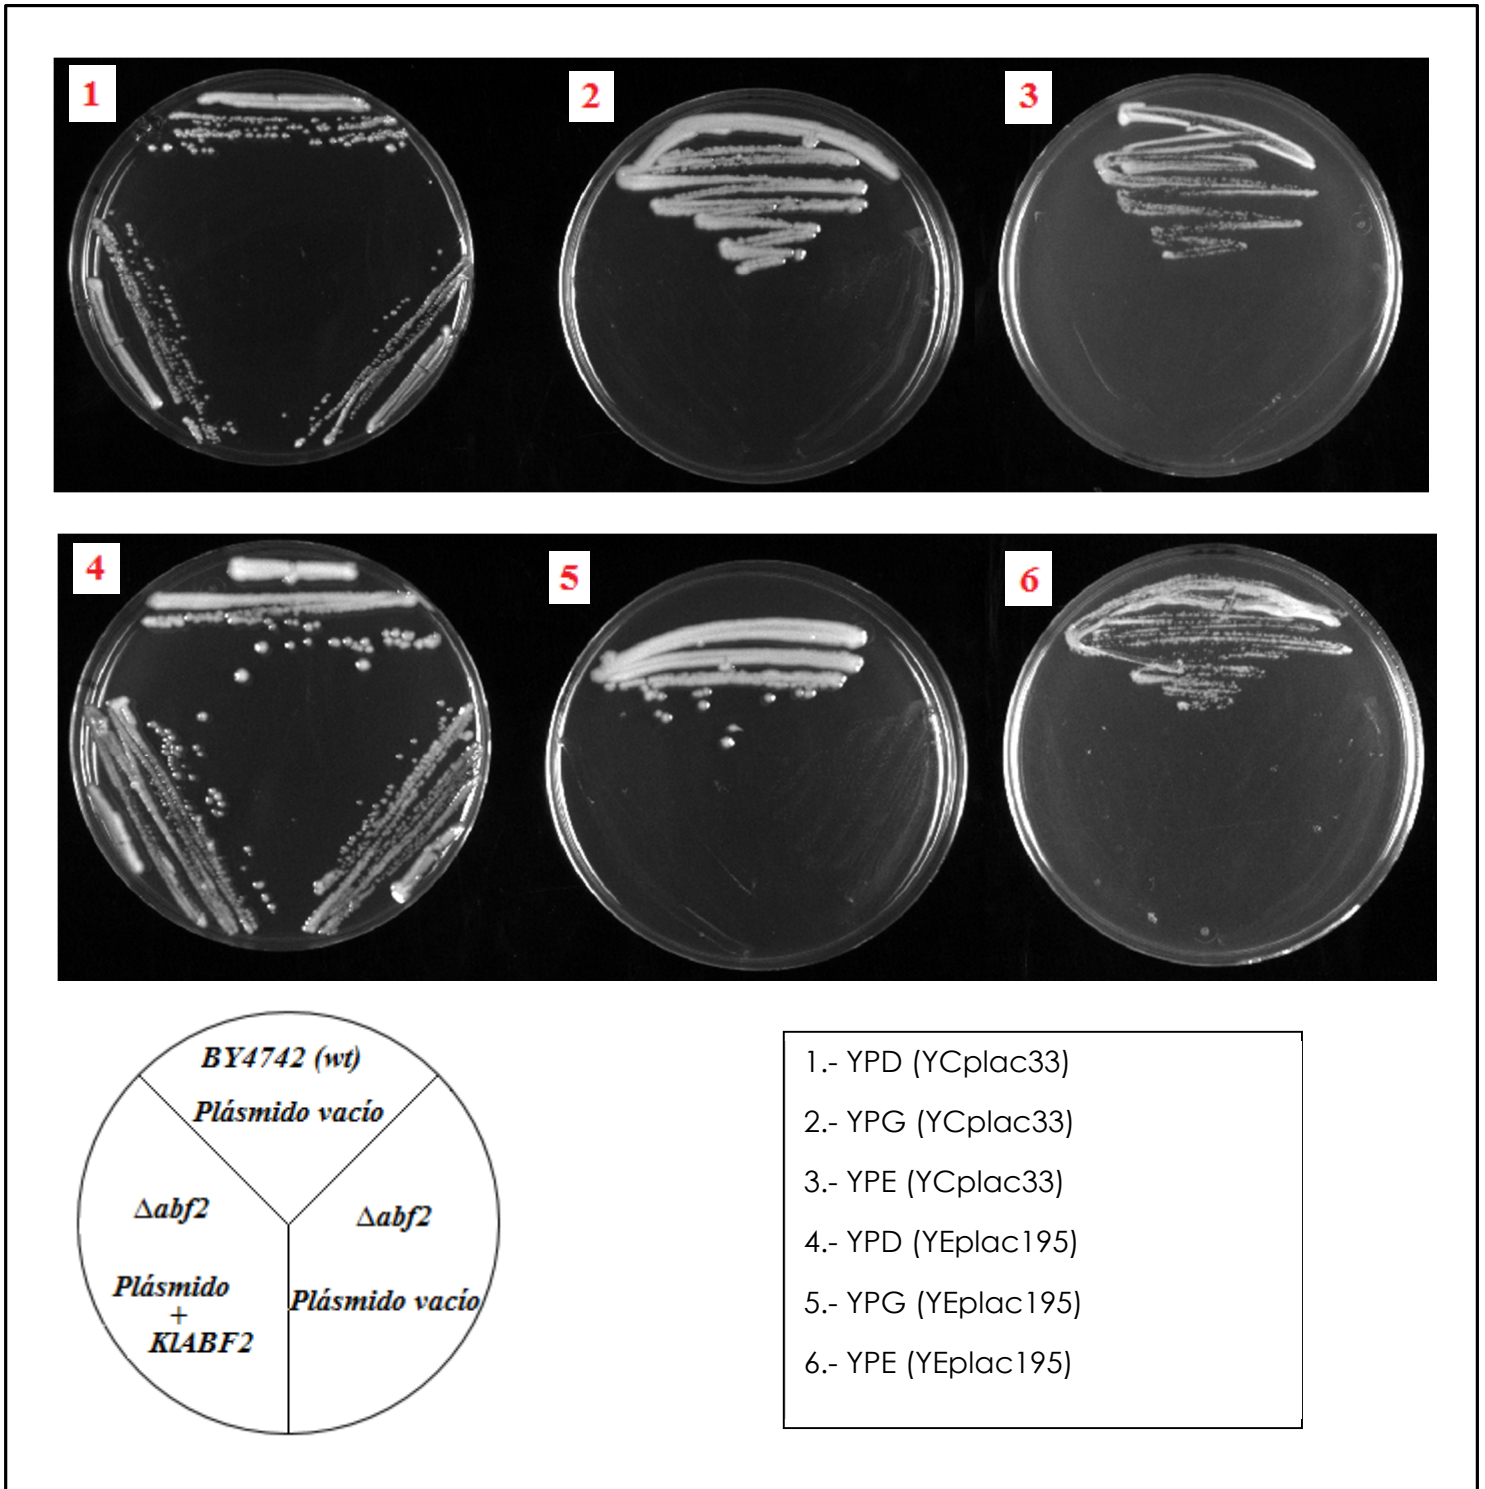 1
2
3
4
5
6
BY4742 (wt)
Plásmido vacío
Δabf2
Plásmido
+
KlABF2
Δabf2
Plásmido vacío
1.- YPD (YCplac33)
2.- YPG (YCplac33)
3.- YPE (YCplac33)
4.- YPD (YEplac195)
5.- YPG (YEplac195)
6.- YPE (YEplac195)